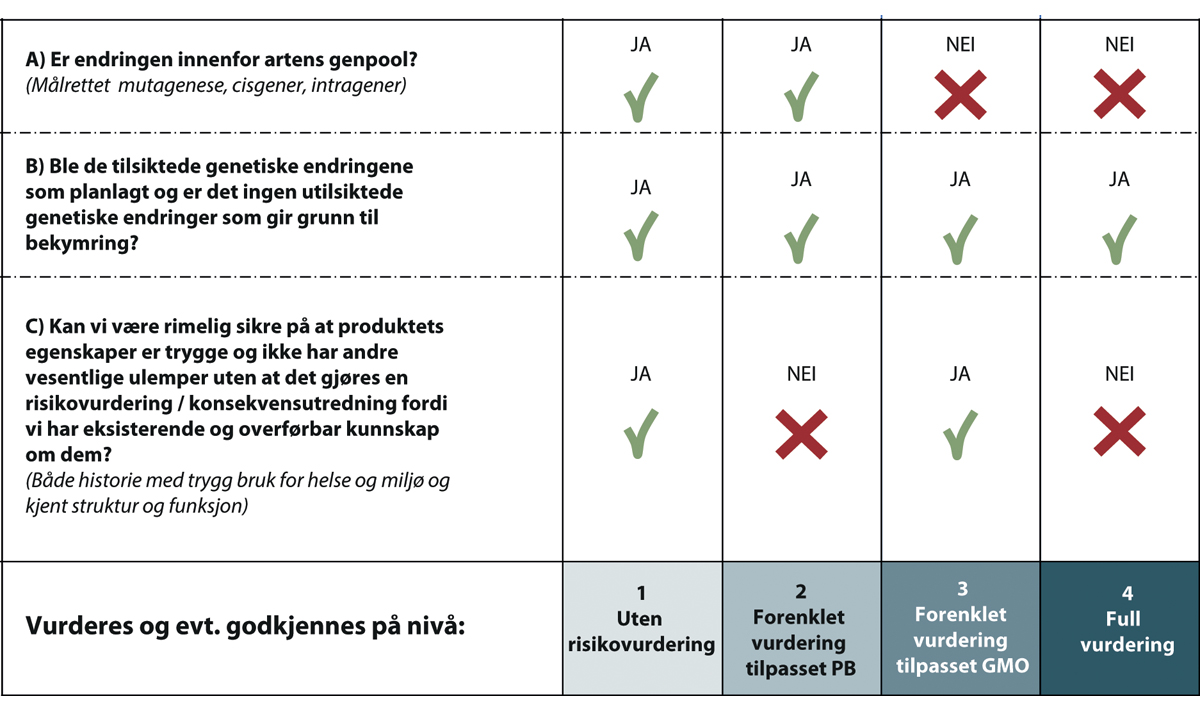 A) Er endringen innenfor artens genpool?
(Målrettet mutagenese, cisgener, intragener)
JA
JA
NEI
NEI
B) Ble de tilsiktede genetiske endringene
som planlagt og er det ingen utilsiktede
genetiske endringer som gir grunn til
bekymring?
JA
JA
JA
JA
C) Kan vi være rimelig sikre på at produktets
egenskaper er trygge og ikke har andre
vesentlige ulemper uten at det gjøres en
risikovurdering / konsekvensutredning fordi
vi har eksisterende og overførbar kunnskap
om dem?
(Både historie med trygg bruk for helse og miljø og
kjent struktur og funksjon)
JA
NEI
JA
NEI
Vurderes og evt. godkjennes på nivå:
1
Uten
risikovurdering
2
Forenklet
vurdering
tilpasset PB
3
Forenklet
vurdering
tilpasset GMO
4
Full
vurdering